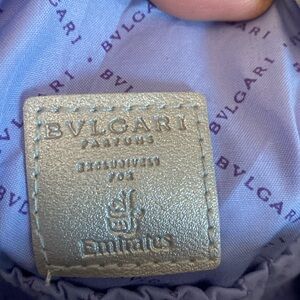 BVLGARI
PARFUMS
EXCLUSIVELY
FOR
Emirates
BVLGARI
BVLGARI
BVLGARI